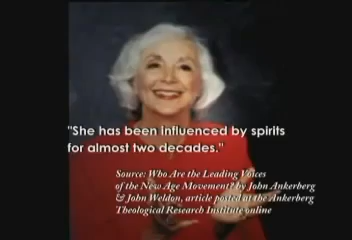 "She has been influenced by spirits
for almost two decades."
Source: Who Are the Leading Voices
of the New Age Movement? by John Ankerberg
& John Weldon, article posted at the Ankerberg
Theological Research Institute online